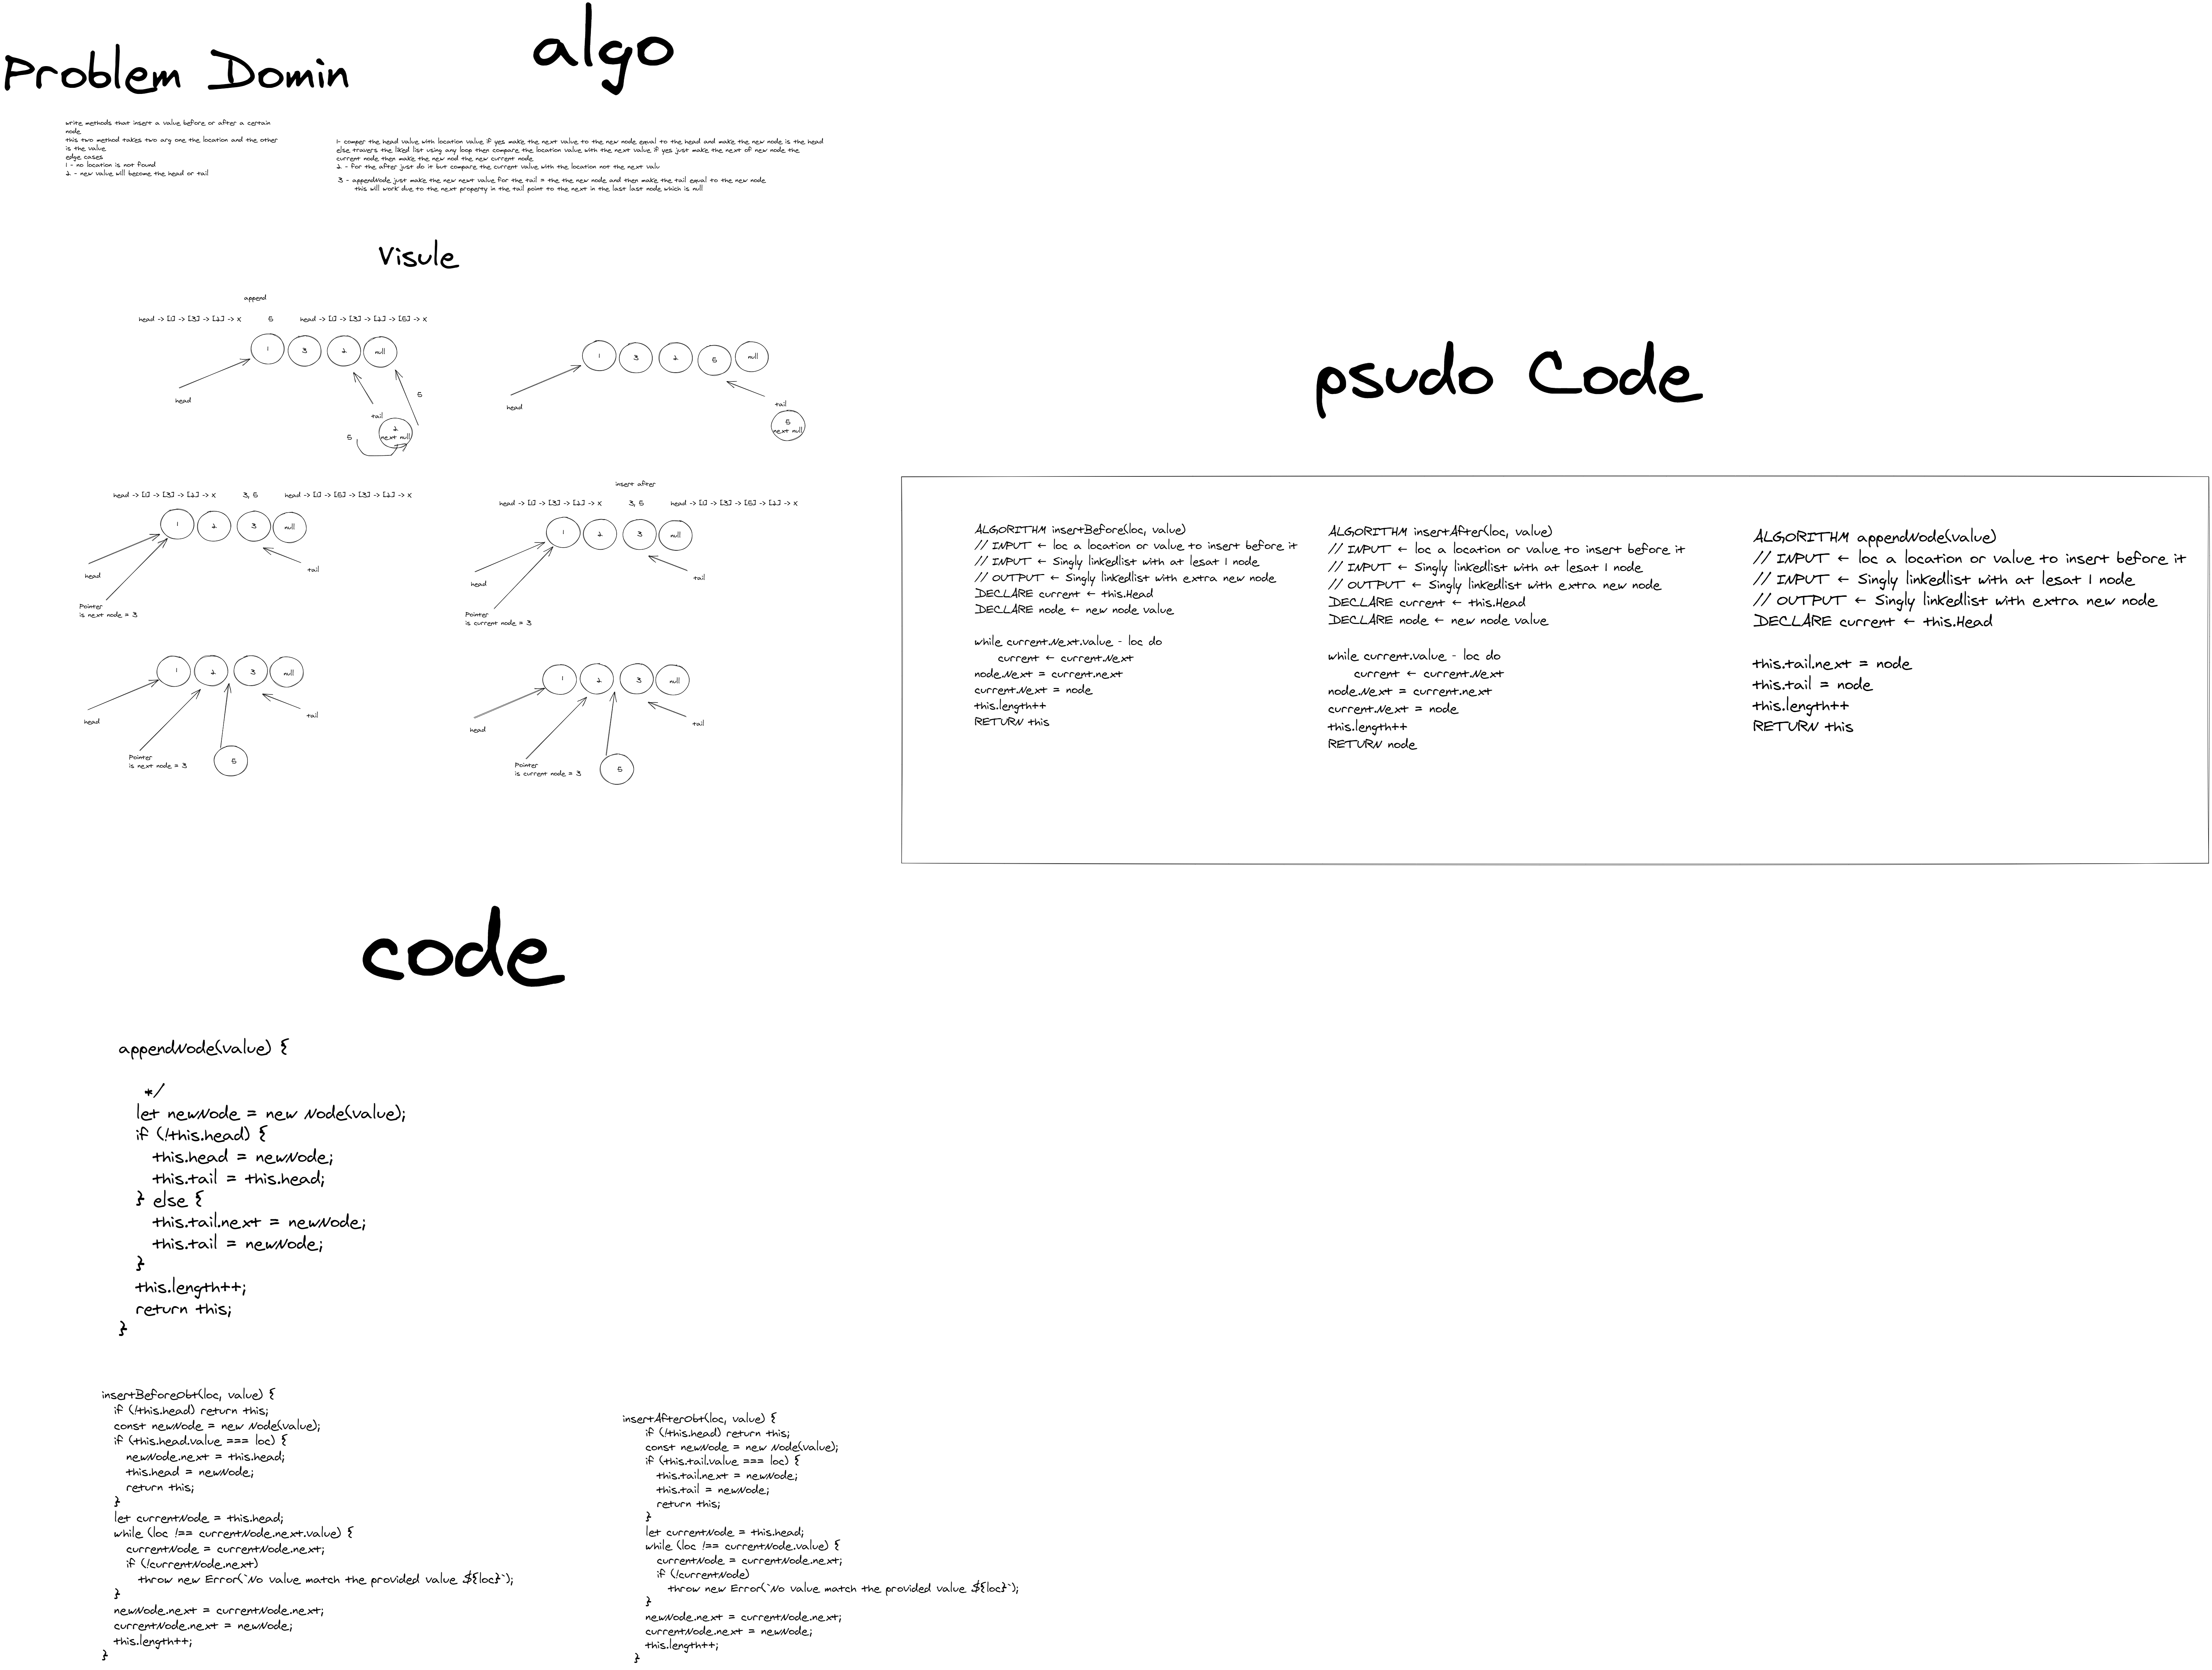 Problem Domin
write methods that insert a value before or after a certain
node.
this two method takes two arg one the location and the other
is the value
edge cases
1 - no location is not found
2 - new value will become the head or tail
algo
1- comper the head value with location value, if yes make the next value to the new node equal to the head and make the new node is the head
else travers the liked list using any loop then compare the location value with the next value if yes just make the next of new node the
current node then make the new nod the new current node
2 - for the after just do it but compare the current value with the location not the next valu
3 - appendNode just make the new next value for the tail = the the new node and then make the tail equal to the new node
this will work due to the next property in the tail point to the next in the last last node which is null
Visule
append
head -> [1] -> [3] -> [2] -> X
5
head -> [1] -> [3] -> [2] -> [5] -> X
1
3
2
null
head
tail
5
2
next null
5
1
3
2
5
null
head
tail
5
next null
head -> [1] -> [3] -> [2] -> X
3, 5
head -> [1] -> [5] -> [3] -> [2] -> X
1
2
3
null
head
tail
Pointer
is next node = 3
1
2
3
null
head
tail
Pointer
is next node = 3
5
insert after
head -> [1] -> [3] -> [2] -> X
3, 5
head -> [1] -> [3] -> [5] -> [2] -> X
1
2
3
null
head
tail
Pointer
is current node = 3
1
2
3
null
head
tail
Pointer
is current node = 3
5
psudo Code
ALGORITHM insertBefore(loc, value)
// INPUT ← loc a location or value to insert before it
// INPUT ← Singly linkedlist with at lesat 1 node
// OUTPUT ← Singly linkedlist with extra new node
DECLARE current ← this.Head
DECLARE node ← new node value
while current.Next.value - loc do
current ← current.Next
node.Next = current.next
current.Next = node
this.length++
RETURN this
ALGORITHM insertAfter(loc, value)
// INPUT ← loc a location or value to insert before it
// INPUT ← Singly linkedlist with at lesat 1 node
// OUTPUT ← Singly linkedlist with extra new node
DECLARE current ← this.Head
DECLARE node ← new node value
while current.value - loc do
current ← current.Next
node.Next = current.next
current.Next = node
this.length++
RETURN node
ALGORITHM appendNode(value)
// INPUT ← loc a location or value to insert before it
// INPUT ← Singly linkedlist with at lesat 1 node
// OUTPUT ← Singly linkedlist with extra new node
DECLARE current ← this.Head
this.tail.next = node
this.tail = node
this.length++
RETURN this
code
appendNode(value) {
*/
let newNode = new Node(value);
if (!this.head) {
this.head = newNode;
this.tail = this.head;
} else {
this.tail.next = newNode;
this.tail = newNode;
}
this.length++;
return this;
}
insertBeforeObt(loc, value) {
if (!this.head) return this;
const newNode = new Node(value);
if (this.head.value === loc) {
newNode.next = this.head;
this.head = newNode;
return this;
}
let currentNode = this.head;
while (loc !== currentNode.next.value) {
currentNode = currentNode.next;
if (!currentNode.next)
throw new Error(`No value match the provided value ${loc}`);
}
newNode.next = currentNode.next;
currentNode.next = newNode;
this.length++;
}
insertAfterObt(loc, value) {
if (!this.head) return this;
const newNode = new Node(value);
if (this.tail.value === loc) {
this.tail.next = newNode;
this.tail = newNode;
return this;
}
let currentNode = this.head;
while (loc !== currentNode.value) {
currentNode = currentNode.next;
if (!currentNode)
throw new Error(`No value match the provided value ${loc}`);
}
newNode.next = currentNode.next;
currentNode.next = newNode;
this.length++;
}